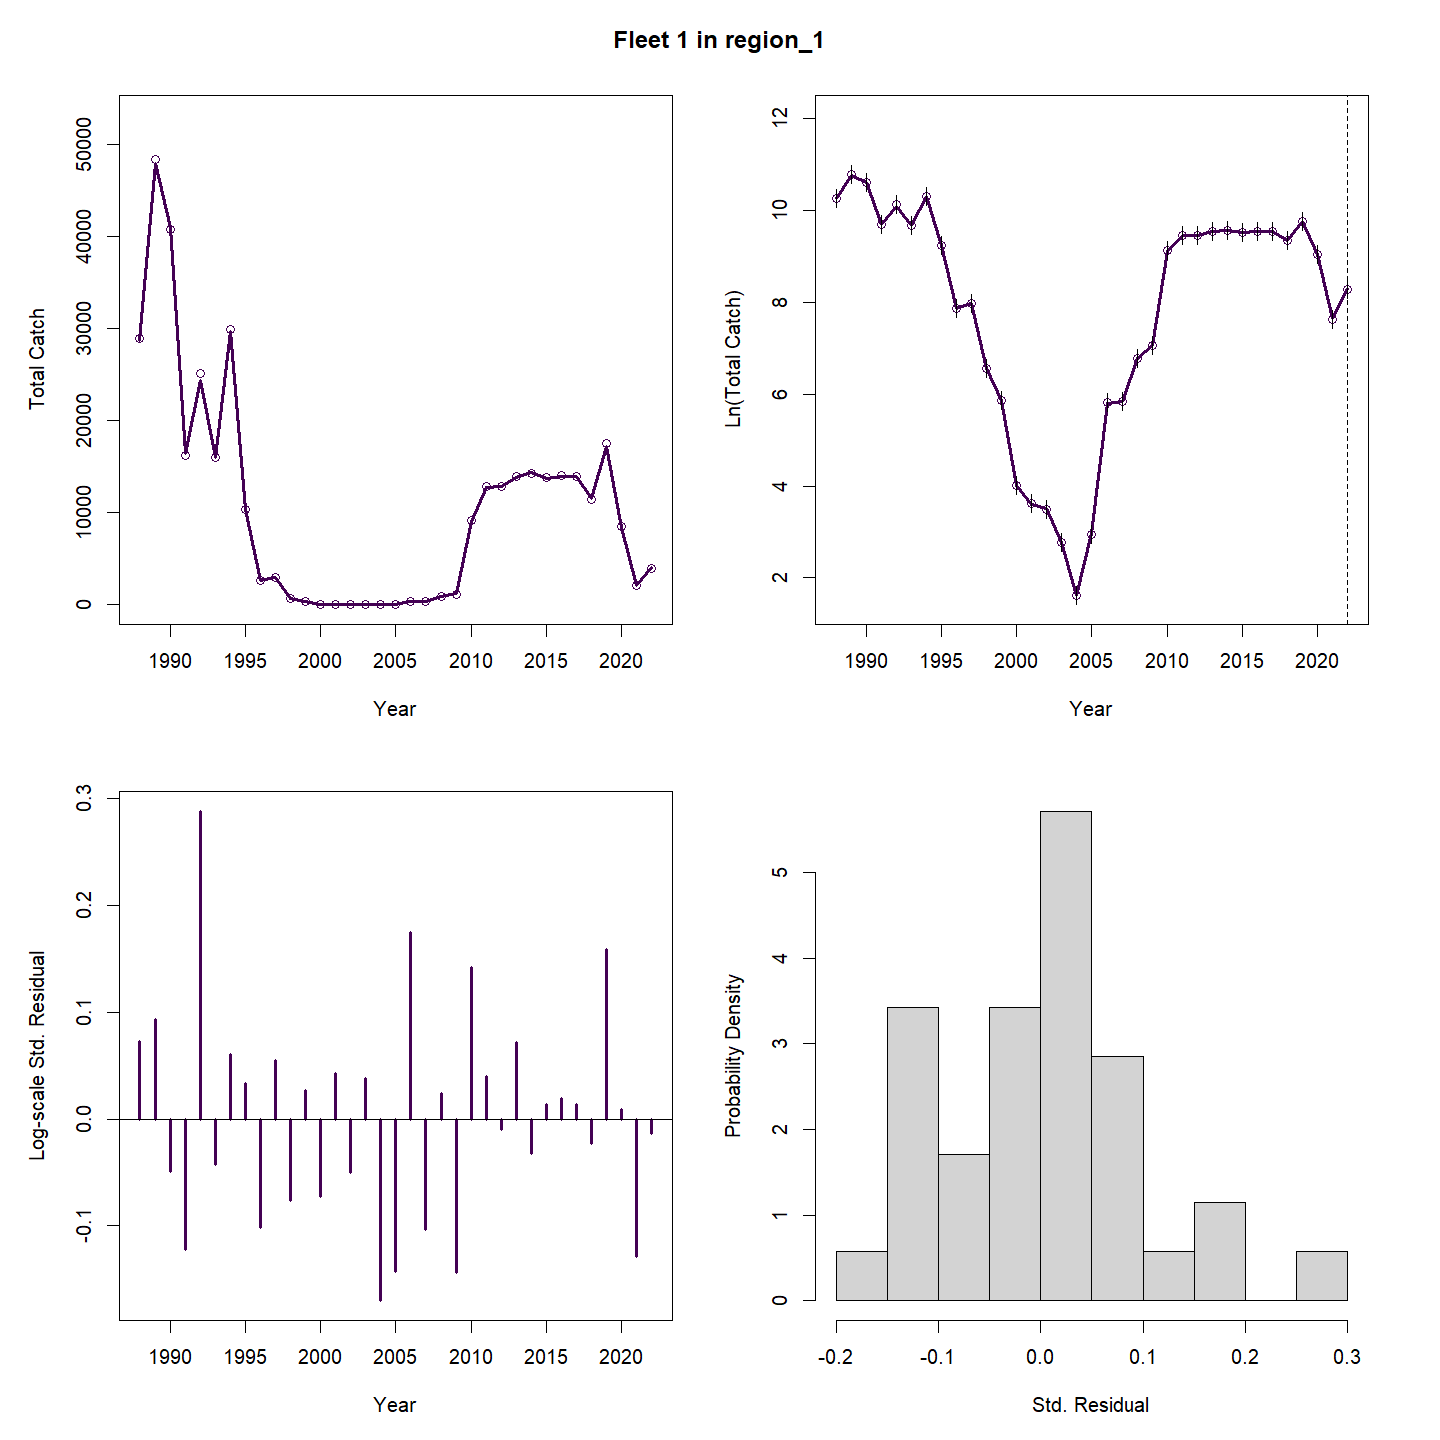 Fleet 1 in region_1
Total Catch
50000
40000
30000
20000
10000
0
1990 1995 2000 2005 2010 2015 2020
Year
Ln(Total Catch)
12
10
8
6
4
2
1990 1995 2000 2005 2010 2015 2020
Year
Log-scale Std. Residual
0.3
0.2
0.1
0.0
-0.1
1990 1995 2000 2005 2010 2015 2020
Year
Probability Density
5
4
3
2
1
0
-0.2 -0.1 0.0 0.1 0.2 0.3
Std. Residual